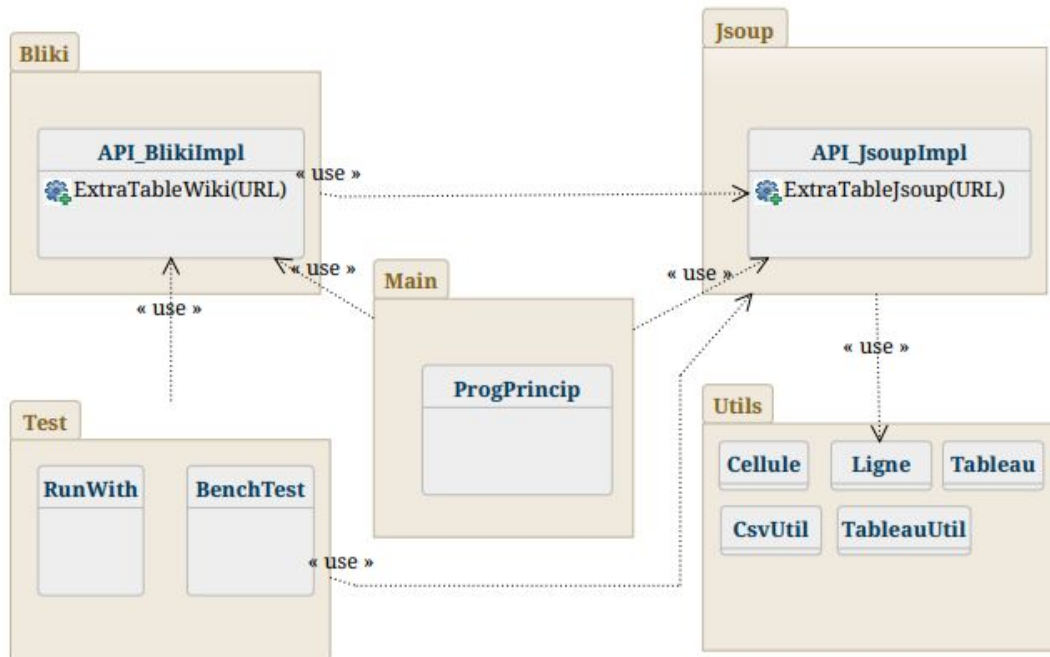 Bliki
API_BlikiImpl
ExtraTableWiki(URL)
« use »
Jsoup
API_JsoupImpl
ExtraTableJsoup(URL)
« use »
« use »
« use »
Main
ProgPrincip
« use »
Test
RunWith
BenchTest
« use »
Utils
Cellule
Ligne
Tableau
CsvUtil
TableauUtil